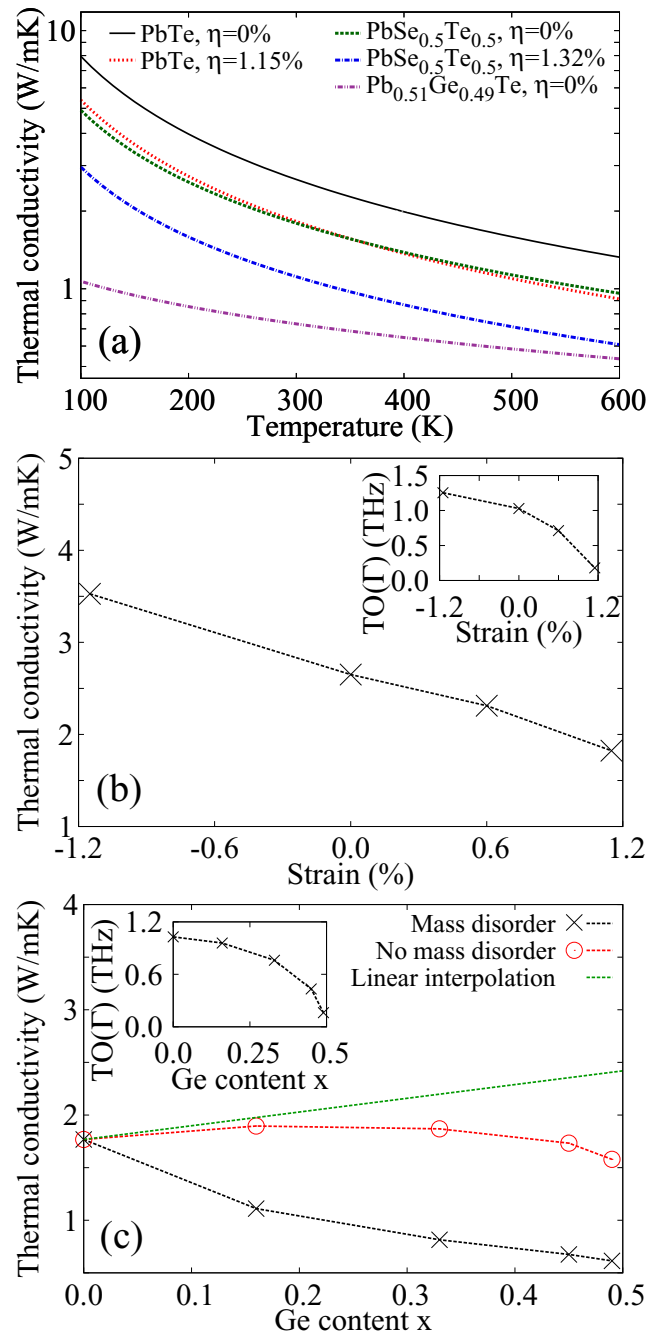 10
Thermal conductivity (W/mK)
PbTe, η=0%
PbTe, η=1.15%
PbSe0.5Te0.5, η=0%
PbSe0.5Te0.5, η=1.32%
Pb0.51Ge0.49Te, η=0%
1
(a)
100 200 300 400 500 600
Temperature (K)
Thermal conductivity (W/mK)
5
4
3
2
1
TO(Γ) (THz)
1.5
1.0
0.5
0.0
-1.2 0.0 1.2
Strain (%)
(b)
-1.2 -0.6 0.0 0.6 1.2
Strain (%)
Thermal conductivity (W/mK)
4
3
2
1
TO(Γ) (THz)
1.2
0.6
0.0
0.0 0.25 0.5
Ge content x
Mass disorder
No mass disorder
Linear interpolation
(c)
0.0 0.1 0.2 0.3 0.4 0.5
Ge content x